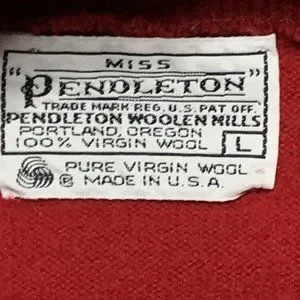 MISS
"PENDLETON"
TRADE MARK REG. U.S. PAT OFF.
PENDLETON WOOLEN MILLS
PORTLAND, OREGON
100% VIRGIN WOOL L
PURE VIRGIN WOOL
® MADE IN U.S.A.